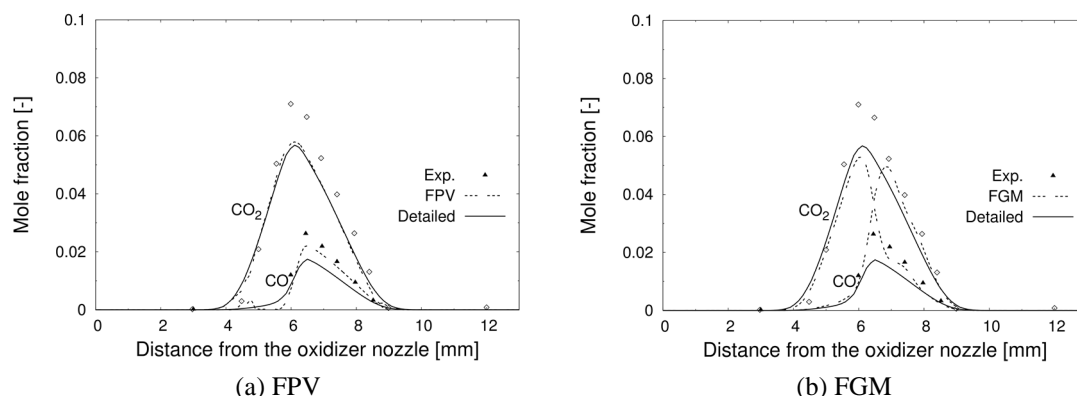 0.1
0.08
0.06
0.04
0.02
0
0 2 4 6 8 10 12
Mole fraction [-]
Distance from the oxidizer nozzle [mm]
Exp.
FPV
Detailed
CO2
CO
(a) FPV
0.1
0.08
0.06
0.04
0.02
0
0 2 4 6 8 10 12
Mole fraction [-]
Distance from the oxidizer nozzle [mm]
Exp.
FGM
Detailed
CO2
CO
(b) FGM